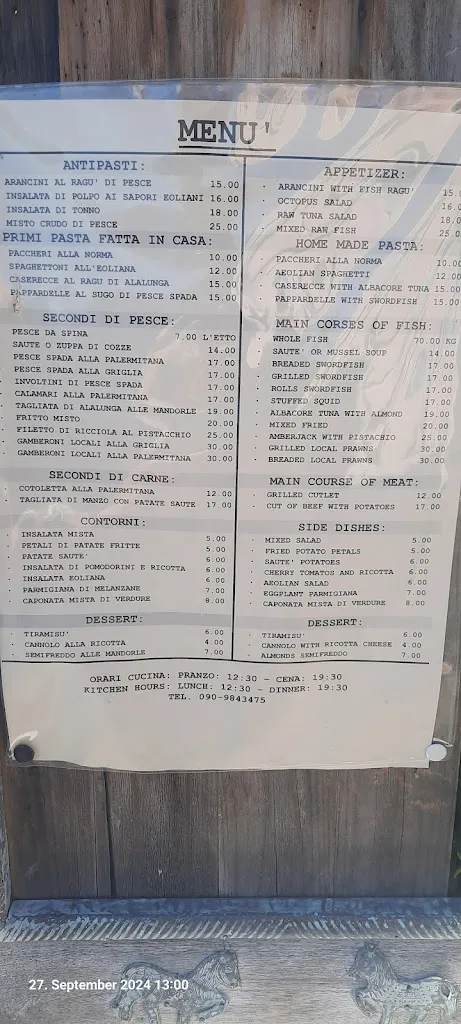 MENU'
ANTIPASTI:
ARANCINI AL RAGU' DI PESCE 15.00
INSALATA DI POLPO AI SAPORI EOLIANI 16.00
INSALATA DI TONNO 18.00
MISTO CRUDO DI PESCE 25.00
PRIMI PASTA FATTA IN CASA:
PACCHERI ALLA NORMA 10.00
SPAGHETTONI ALL'EOLIANA 12.00
CASERECCE AL RAGU DI ALALUNGA 15.00
PAPPARDELLE AL SUGO DI PESCE SPADA 15.00
SECONDI DI PESCE:
PESCE DA SPINA 7.00 L'ETTO
SAUTE O ZUPPA DI COZZE 14.00
PESCE SPADA ALLA PALERMITANA 17.00
PESCE SPADA ALLA GRIGLIA 17.00
INVOLTINI DI PESCE SPADA 17.00
CALAMARI ALLA PALERMITANA 17.00
TAGLIATA DI ALALUNGA ALLE MANDORLE 19.00
FRITTO MISTO 20.00
FILETTO DI RICCIOLA AL PISTACCHIO 25.00
GAMBERONI LOCALI ALLA GRIGLIA 30.00
GAMBERONI LOCALI ALLA PALERMITANA 30.00
SECONDI DI CARNE:
COTOLETTA ALLA PALERMITANA 12.00
TAGLIATA DI MANZO CON PATATE SAUTE 17.00
CONTORNI:
INSALATA MISTA 5.00
PETALI DI PATATE FRITTE 5.00
PATATE SAUTE' 6.00
INSALATA DI POMODORINI E RICOTTA 6.00
INSALATA EOLIANA 6.00
PARMIGIANA DI MELANZANE 7.00
CAPONATA MISTA DI VERDURE 8.00
DESSERT:
TIRAMISU' 6.00
CANNOLO ALLA RICOTTA 4.00
SEMIFREDDO ALLE MANDORLE 7.00
APPETIZER:
ARANCINI WITH FISH RAGU' 15.0
OCTOPUS SALAD 16.0
RAW TUNA SALAD 18.0
MIXED RAW FISH 25.0
HOME MADE PASTA:
PACCHERI ALLA NORMA 10.00
AEOLIAN SPAGHETTI 12.00
CASERECCE WITH ALBACORE TUNA 15.00
PAPPARDELLE WITH SWORDFISH 15.00
MAIN CORSES OF FISH:
WHOLE FISH 70.00 KG
SAUTE' OR MUSSEL SOUP 14.00
BREADED SWORDFISH 17.00
GRILLED SWORDFISH 17.00
ROLLS SWORDFISH 17.00
STUFFED SQUID 17.00
ALBACORE TUNA WITH ALMOND 19.00
MIXED FRIED 20.00
AMBERJACK WITH PISTACHIO 25.00
GRILLED LOCAL PRAWNS 30.00
BREADED LOCAL PRAWNS 30.00
MAIN COURSE OF MEAT:
GRILLED CUTLET 12.00
CUT OF BEEF WITH POTATOES 17.00
SIDE DISHES:
MIXED SALAD 5.00
FRIED POTATO PETALS 5.00
SAUTE' POTATOES 6.00
CHERRY TOMATOS AND RICOTTA 6.00
AEOLIAN SALAD 6.00
EGGPLANT PARMIGIANA 7.00
CAPONATA MISTA DI VERDURE 8.00
DESSERT:
TIRAMISU' 6.00
CANNOLO WITH RICOTTA CHEESE 4.00
ALMONDS SEMIFREDDO 7.00
ORARI CUCINA: PRANZO: 12:30 - CENA: 19:30
KITCHEN HOURS: LUNCH: 12:30 - DINNER: 19:30
TEL. 090-9843475
27. September 2024 13:00